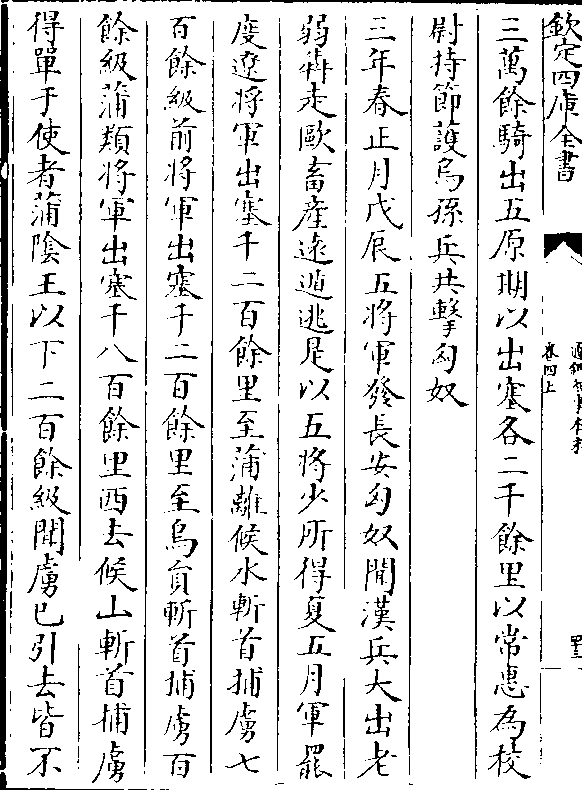 欽定四庫全書
卷四上
三萬餘騎出五原期以出塞各二千餘里以常惠為校
尉持節護烏孫兵共擊匈奴
三年春正月戊辰五將軍發長安匈奴聞漢兵大出老
弱犇走敺畜產遠遁逃是以五將少所得夏五月軍罷
度遼將軍出塞千二百餘里至蒲離候水斬首捕虜七
百餘級前將軍出塞千二百餘里至烏員斬首捕虜百
餘級蒲類將軍出塞千八百餘里西去候山斬首捕虜
得單于使者蒲陰王以下二百餘級聞虜已引去皆不